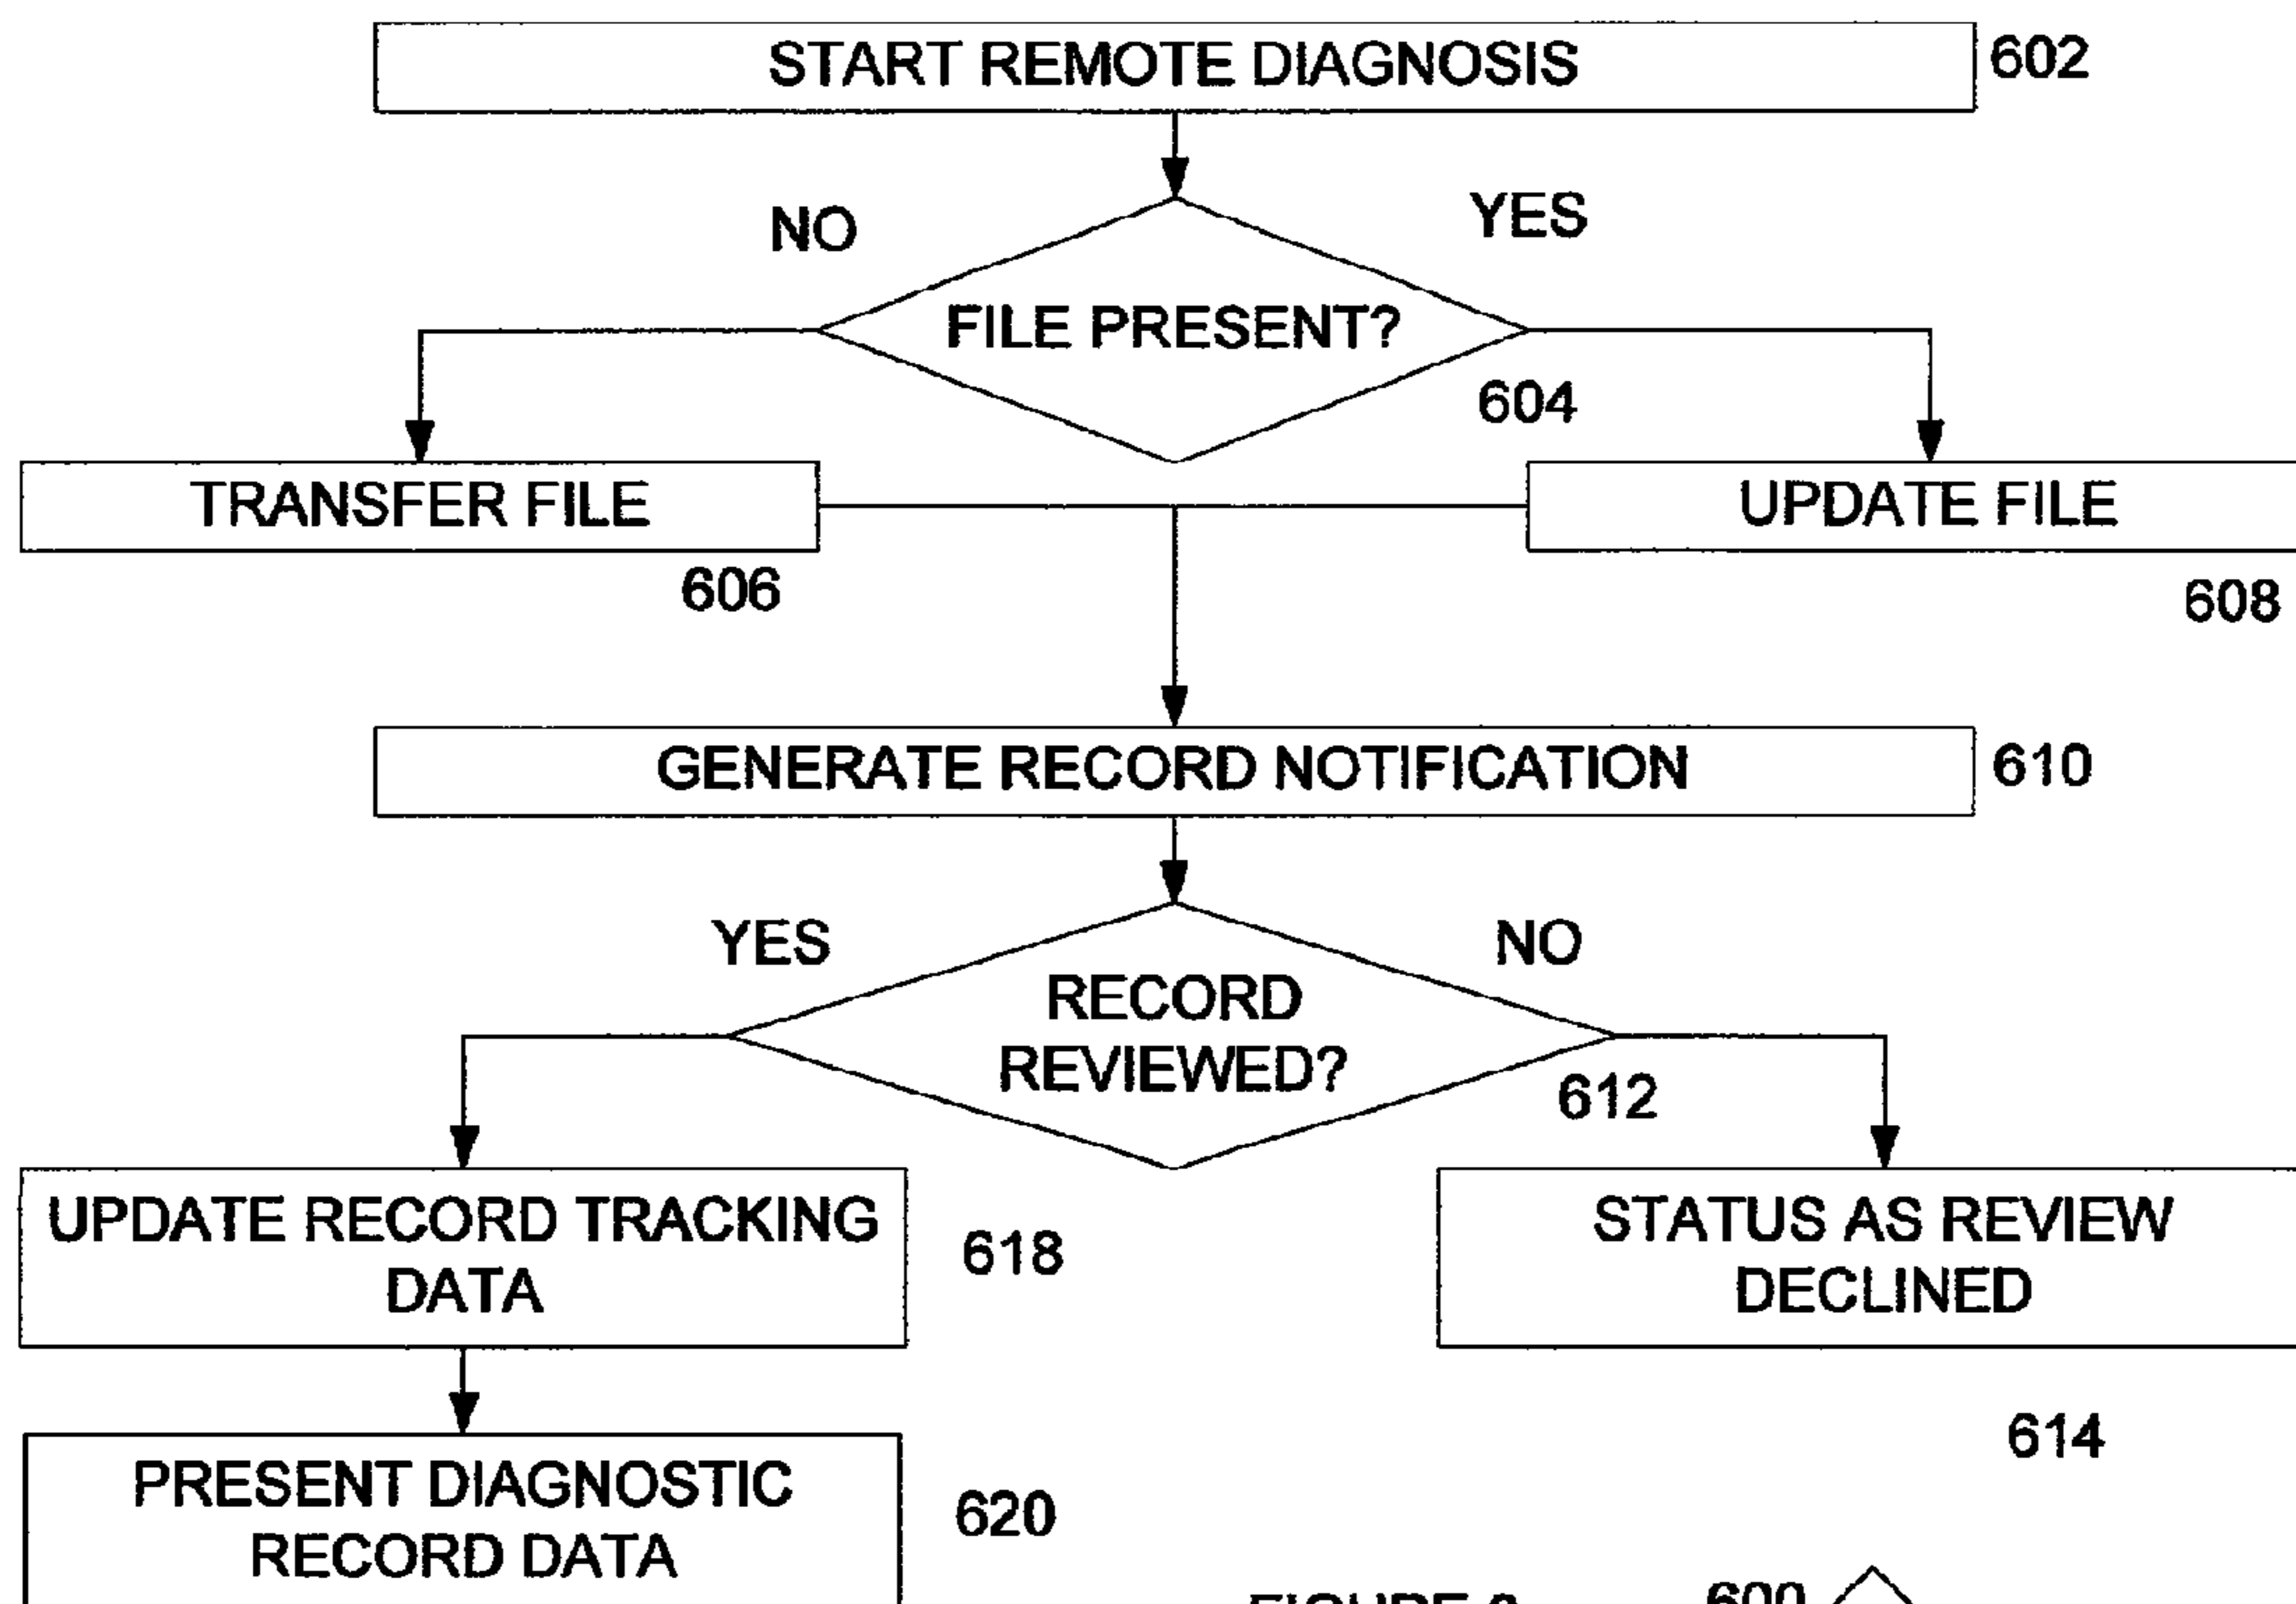 START REMOTE DIAGNOSIS
602
NO
YES
FILE PRESENT?
604
TRANSFER FILE
UPDATE FILE
606
608
GENERATE RECORD NOTIFICATION
610
YES
NO
RECORD
REVIEWED?
612
UPDATE RECORD TRACKING
DATA
618
STATUS AS REVIEW
DECLINED
614
PRESENT DIAGNOSTIC
RECORD DATA
620
FIGURE
600